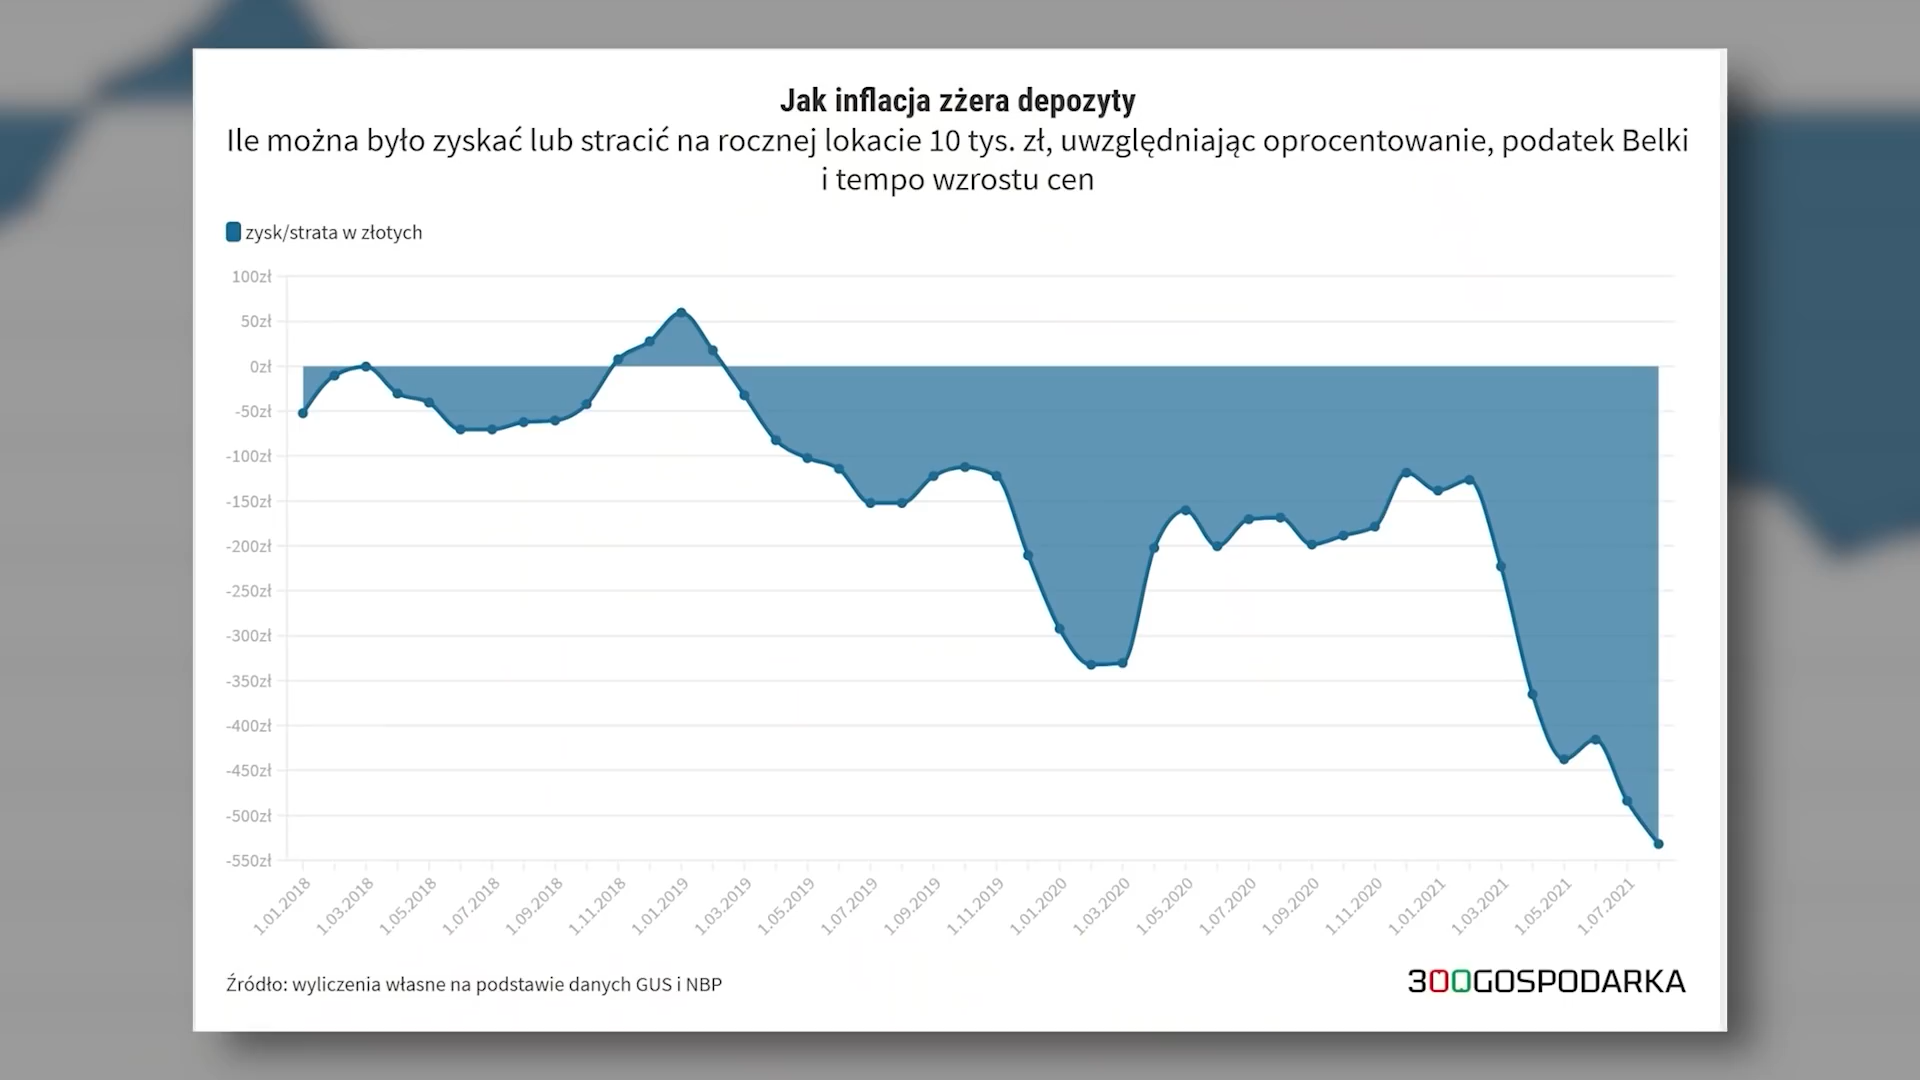 Jak inflacja zżera depozyty
Ile można było zyskać lub stracić na rocznej lokacie 10 tys. zł, uwzględniając oprocentowanie, podatek Belki
i tempo wzrostu cen
zysk/strata w złotych
100zł
50zł
0zł
-50zł
-100zł
-150zł
-200zł
-250zł
-300zł
-350zł
-400zł
-450zł
-500zł
-550zł
1.01.2018
1.03.2018
1.05.2018
1.07.2018
1.09.2018
1.11.2018
1.01.2019
1.03.2019
1.05.2019
1.07.2019
1.09.2019
1.11.2019
1.01.2020
1.03.2020
1.05.2020
1.07.2020
1.09.2020
1.11.2020
1.01.2021
1.03.2021
1.05.2021
1.07.2021
Źródło: wyliczenia własne na podstawie danych GUS i NBP
300GOSPODARKA